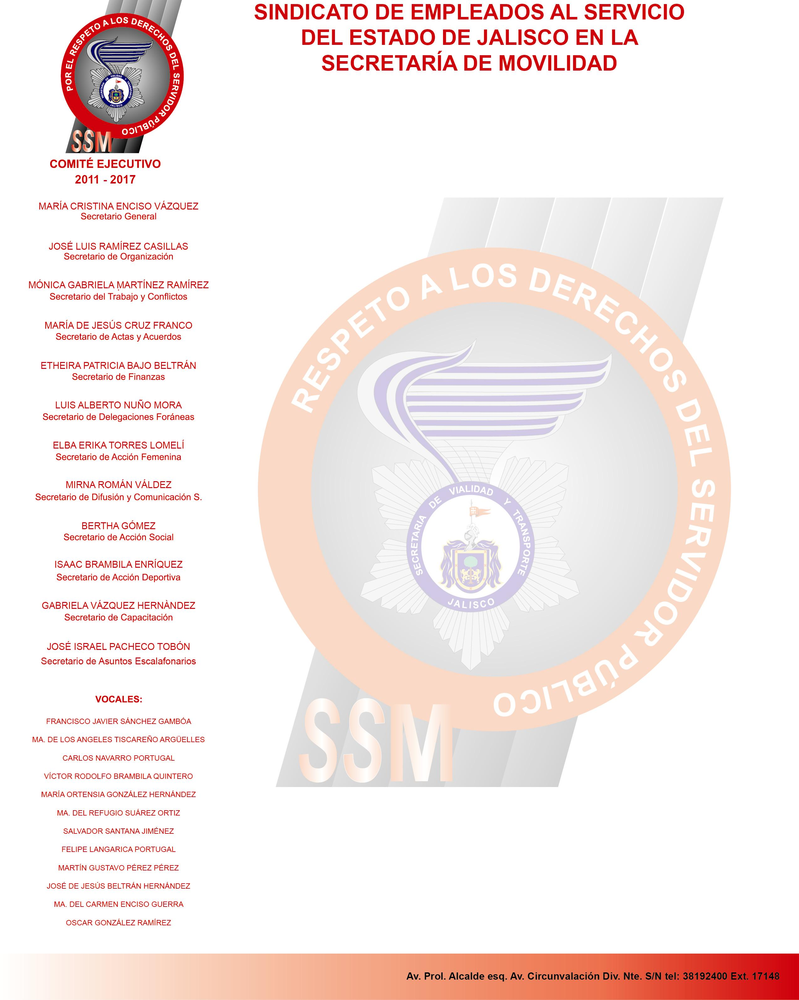 SINDICATO DE EMPLEADOS AL SERVICIO
DEL ESTADO DE JALISCO EN LA
SECRETARÍA DE MOVILIDAD
POR EL RESPETO A LOS DERECHOS DEL SERVIDOR PÚBLICO
SECRETARIA DE VIALIDAD Y TRANSPORTE
JALISCO
SSM
COMITÉ EJECUTIVO
2011 - 2017
MARÍA CRISTINA ENCISO VÁZQUEZ
Secretario General
JOSÉ LUIS RAMÍREZ CASILLAS
Secretario de Organización
MÓNICA GABRIELA MARTÍNEZ RAMÍREZ
Secretario del Trabajo y Conflictos
MARÍA DE JESÚS CRUZ FRANCO
Secretario de Actas y Acuerdos
ETHEIRA PATRICIA BAJO BELTRÁN
Secretario de Finanzas
LUIS ALBERTO NUÑO MORA
Secretario de Delegaciones Foráneas
ELBA ERIKA TORRES LOMELÍ
Secretario de Acción Femenina
MIRNA ROMÁN VÁLDEZ
Secretario de Difusión y Comunicación S.
BERTHA GÓMEZ
Secretario de Acción Social
ISAAC BRAMBILA ENRÍQUEZ
Secretario de Acción Deportiva
GABRIELA VÁZQUEZ HERNÀNDEZ
Secretario de Capacitación
JOSÉ ISRAEL PACHECO TOBÓN
Secretario de Asuntos Escalafonarios
VOCALES:
FRANCISCO JAVIER SÁNCHEZ GAMBÓA
MA. DE LOS ANGELES TISCAREÑO ARGÜELLES
CARLOS NAVARRO PORTUGAL
VÍCTOR RODOLFO BRAMBILA QUINTERO
MARÍA ORTENSIA GONZÁLEZ HERNÁNDEZ
MA. DEL REFUGIO SUÁREZ ORTIZ
SALVADOR SANTANA JIMÉNEZ
FELIPE LANGARICA PORTUGAL
MARTÍN GUSTAVO PÉREZ PÉREZ
JOSÉ DE JESÚS BELTRÁN HERNÁNDEZ
MA. DEL CARMEN ENCISO GUERRA
OSCAR GONZÁLEZ RAMÍREZ
RESPETO A LOS DERECHOS DEL SERVIDOR PÚBLICO
SECRETARIA DE VIALIDAD Y TRANSPORTE
JALISCO
SSM
Av. Prol. Alcalde esq. Av. Circunvalación Div. Nte. S/N tel: 38192400 Ext. 17148